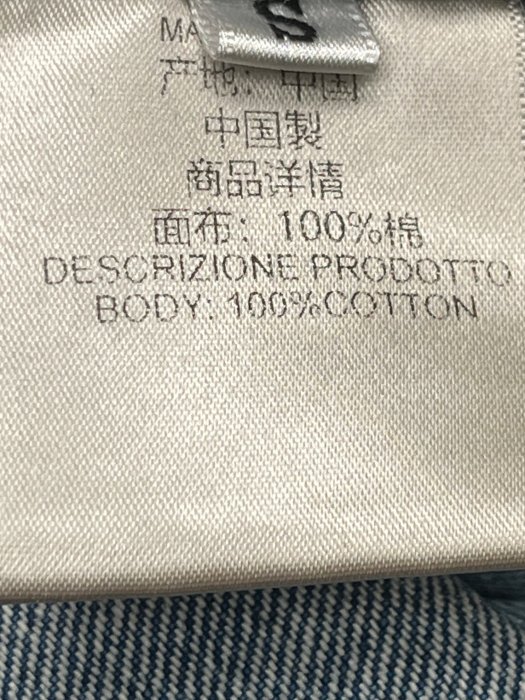 MA
S
产地: 中国
中国製
商品详情
面布: 100%棉
DESCRIZIONE PRODOTTO
BODY: 100%COTTON